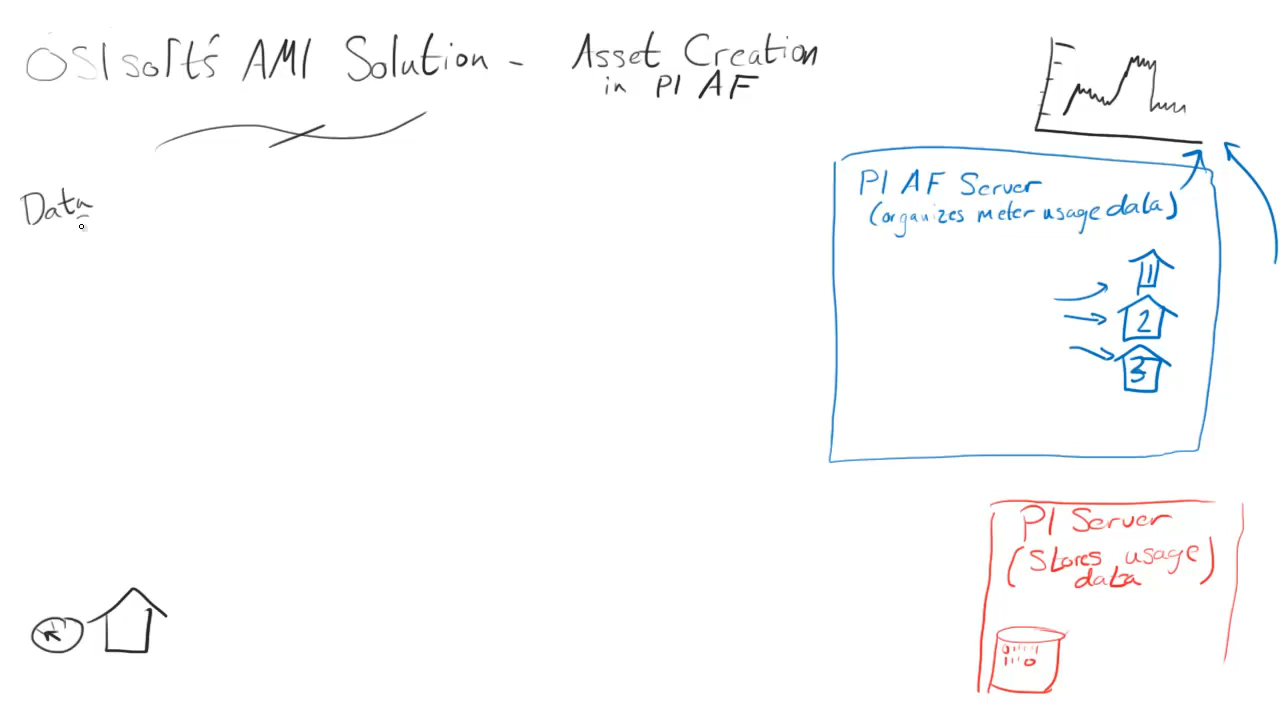 OSIsoft's AMI Solution - Asset Creation
in PI AF
Data
PI AF Server
(organizes meter usage data)
1
2
3
PI Server
(Stores usage)
data